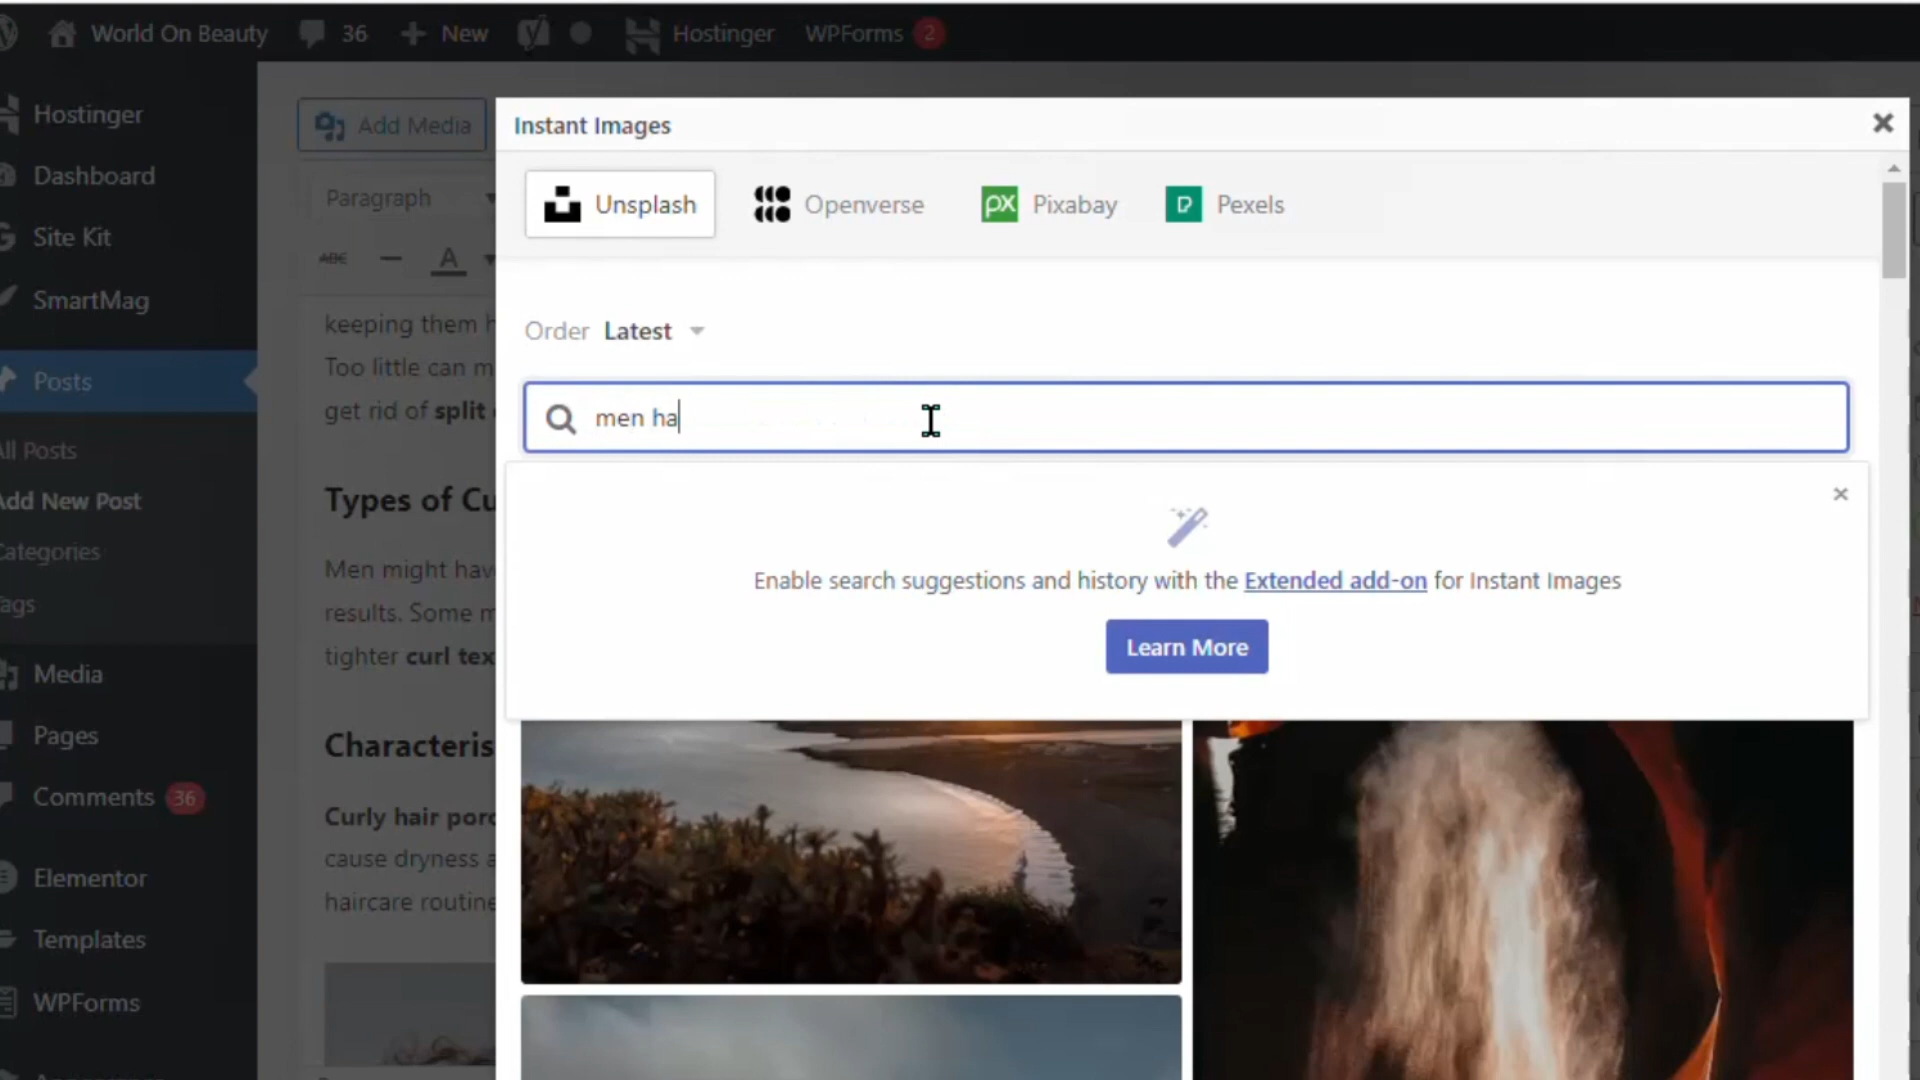 World On Beauty 36 New Hostinger WPForms 2
Hostinger
Dashboard
Site Kit
SmartMag
Posts
All Posts
Add New Post
Categories
Tags
Media
Pages
Comments 36
Elementor
Templates
WPForms
Add Media
Paragraph
ABC A
keeping them
Too little can
get rid of split
Types of
Men might
results. Some
tighter curl
Characteris
Curly hair
cause dryness
haircare routine
Instant Images
Unsplash Openverse Pixabay Pexels
Order Latest
men ha
Enable search suggestions and history with the Extended add-on for Instant Images
Learn More